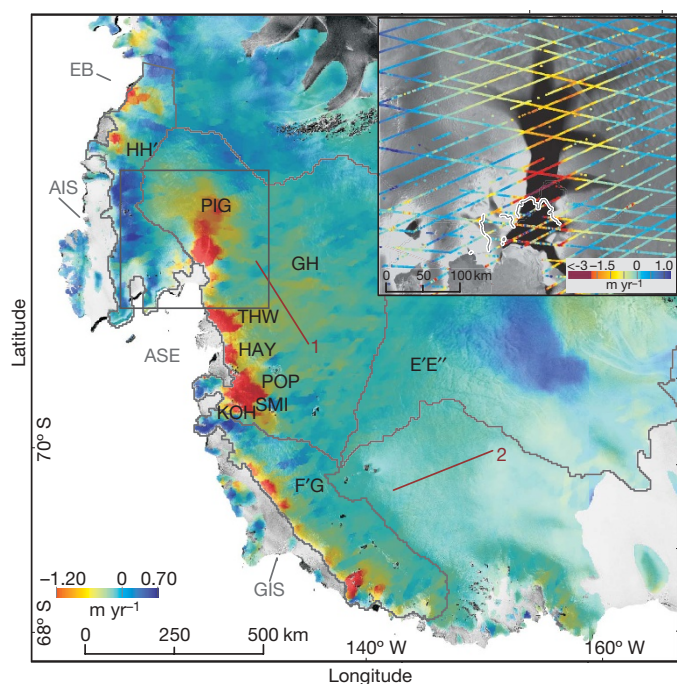 EB
HH'
AIS
PIG
GH
THW
1
HAY
ASE
POP
SMI
KOH
E'E"
2
F'G
GIS
0 50 100 km
<-3 -1.5 0 1.0
m yr⁻¹
−1.20 0 0.70
m yr⁻¹
0 250 500 km
Latitude
70° S
68° S
140° W
160° W
Longitude